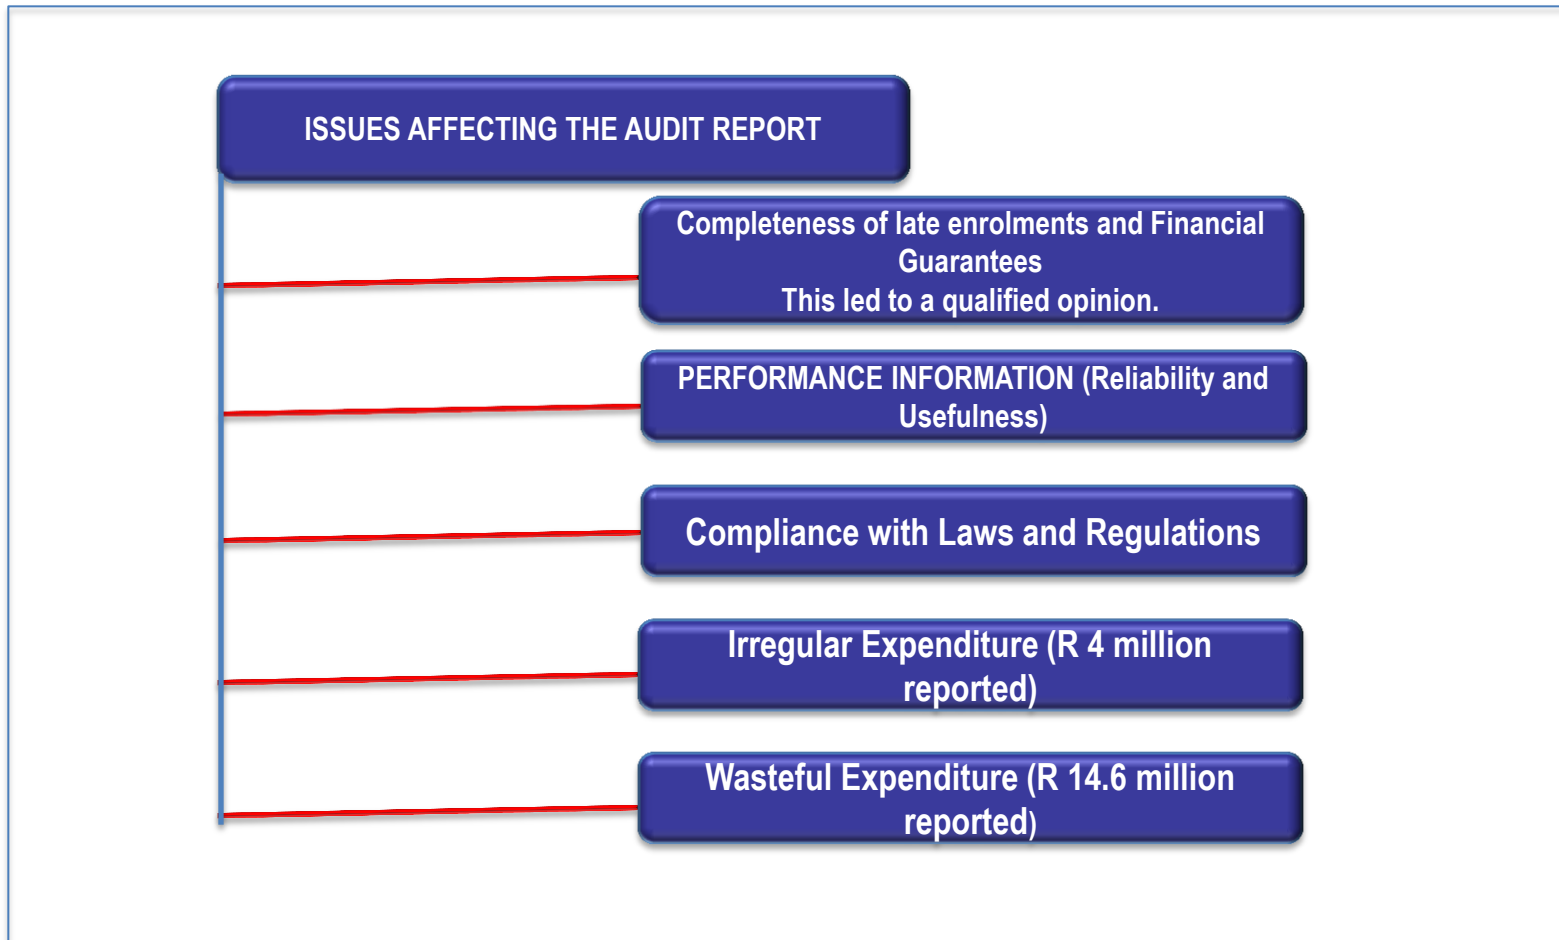 ISSUES AFFECTING THE AUDIT REPORT
Completeness of late enrolments and Financial
Guarantees
This led to a qualified opinion.
PERFORMANCE INFORMATION (Reliability and
Usefulness)
Compliance with Laws and Regulations
Irregular Expenditure (R 4 million
reported)
Wasteful Expenditure (R 14.6 million
reported)